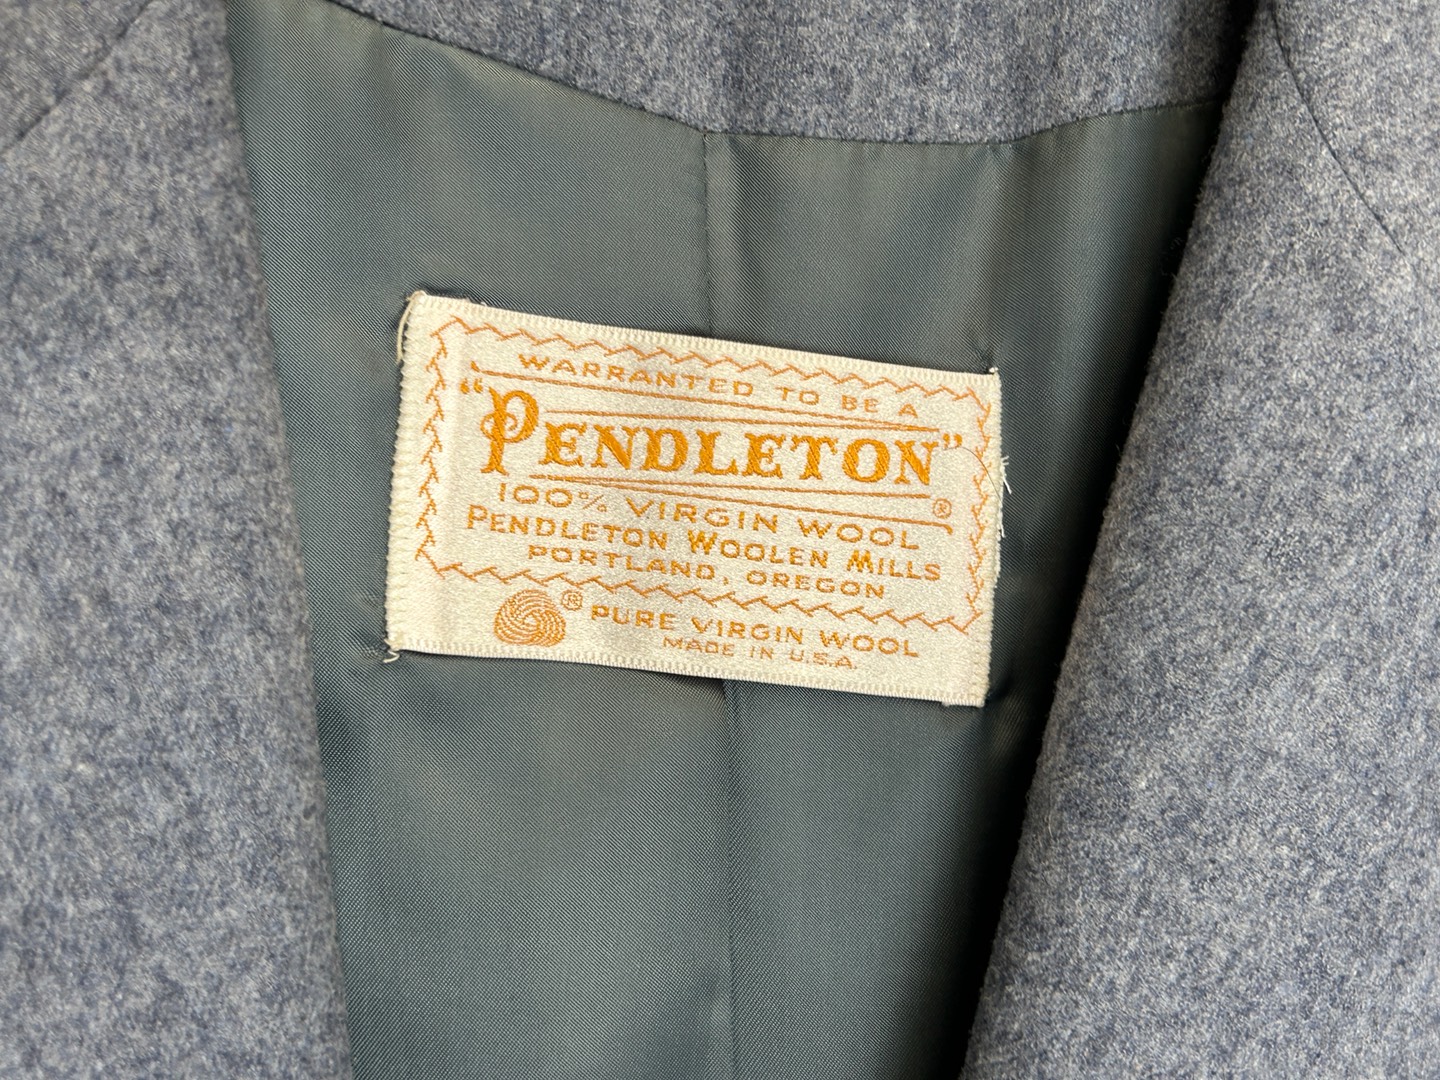 WARRANTED TO BE A
"PENDLETON"®
100% VIRGIN WOOL
PENDLETON WOOLEN MILLS
PORTLAND, OREGON
® PURE VIRGIN WOOL
MADE IN U.S.A.